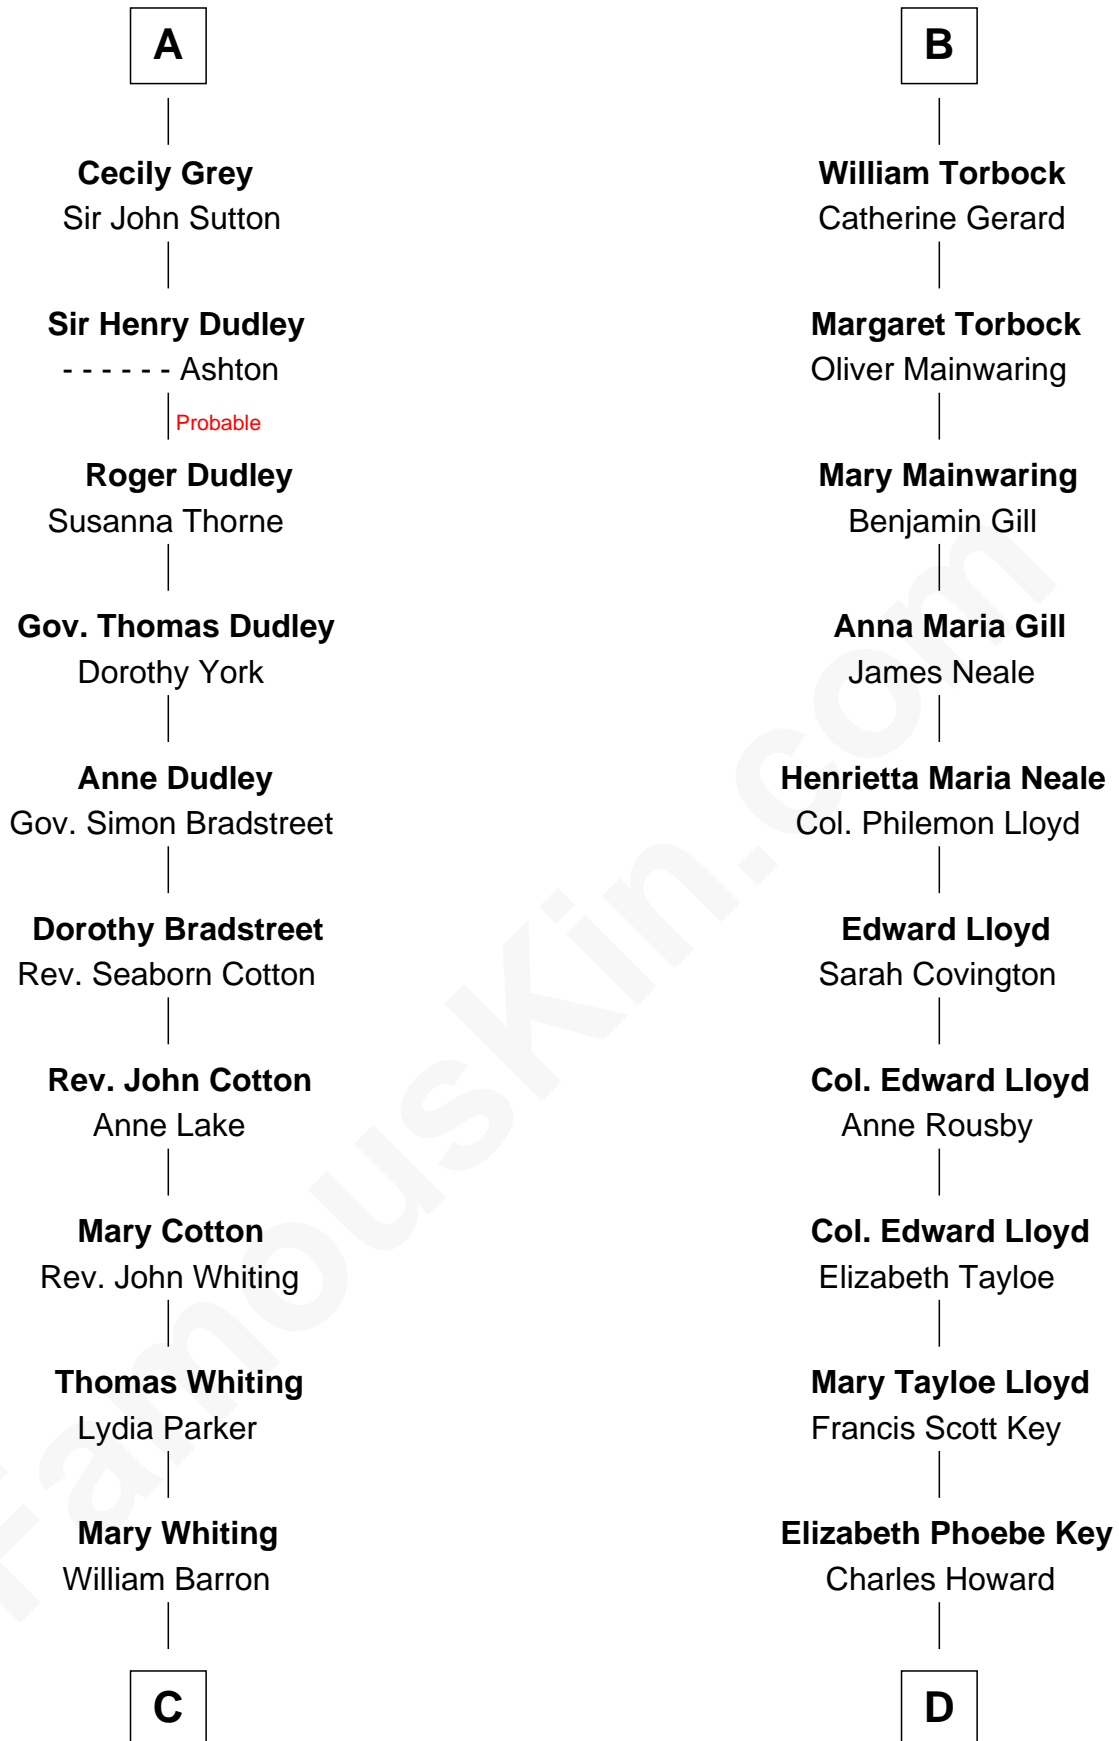 A
Cecily Grey
Sir John Sutton
Sir Henry Dudley
- - - - - - Ashton
Probable
Roger Dudley
Susanna Thorne
Gov. Thomas Dudley
Dorothy York
Anne Dudley
Gov. Simon Bradstreet
Dorothy Bradstreet
Rev. Seaborn Cotton
Rev. John Cotton
Anne Lake
Mary Cotton
Rev. John Whiting
Thomas Whiting
Lydia Parker
Mary Whiting
William Barron
C
B
William Torbock
Catherine Gerard
Margaret Torbock
Oliver Mainwaring
Mary Mainwaring
Benjamin Gill
Anna Maria Gill
James Neale
Henrietta Maria Neale
Col. Philemon Lloyd
Edward Lloyd
Sarah Covington
Col. Edward Lloyd
Anne Rousby
Col. Edward Lloyd
Elizabeth Tayloe
Mary Tayloe Lloyd
Francis Scott Key
Elizabeth Phoebe Key
Charles Howard
D
FamousKin.com